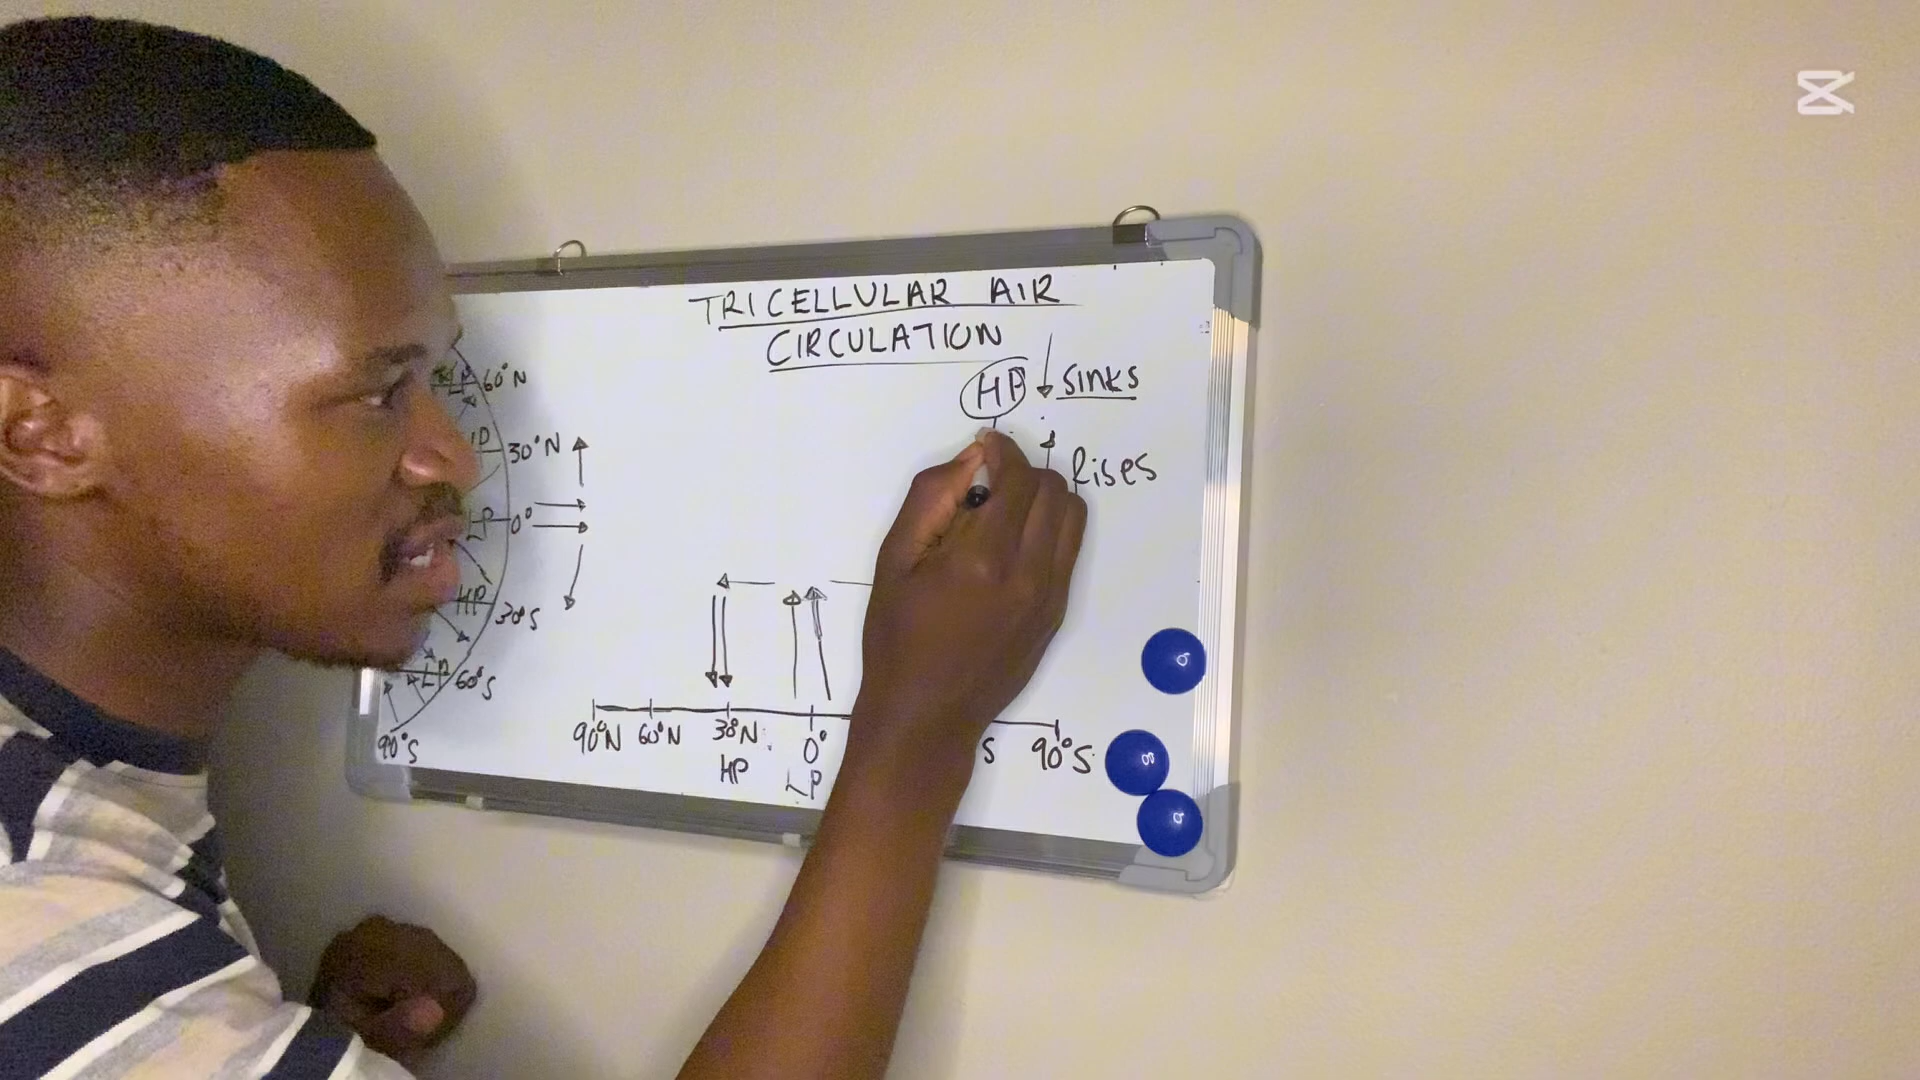 TRICELLULAR AIR
CIRCULATION
HP SINKS
Rises
LP 60°N
30°N
LP 0°
HP 30°S
LP 60°S
90°S
90°N 60°N 30°N 0° S 90°S
HP LP